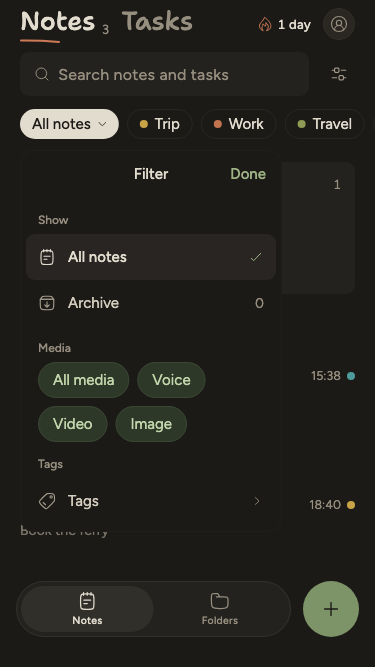 Notes 3 Tasks
1 day
Search notes and tasks
All notes
Trip
Work
Travel
Filter
Done
1
Show
All notes
Archive
0
Media
All media
Voice
15:38
Video
Image
Tags
Tags
18:40
Book the ferry
Notes
Folders